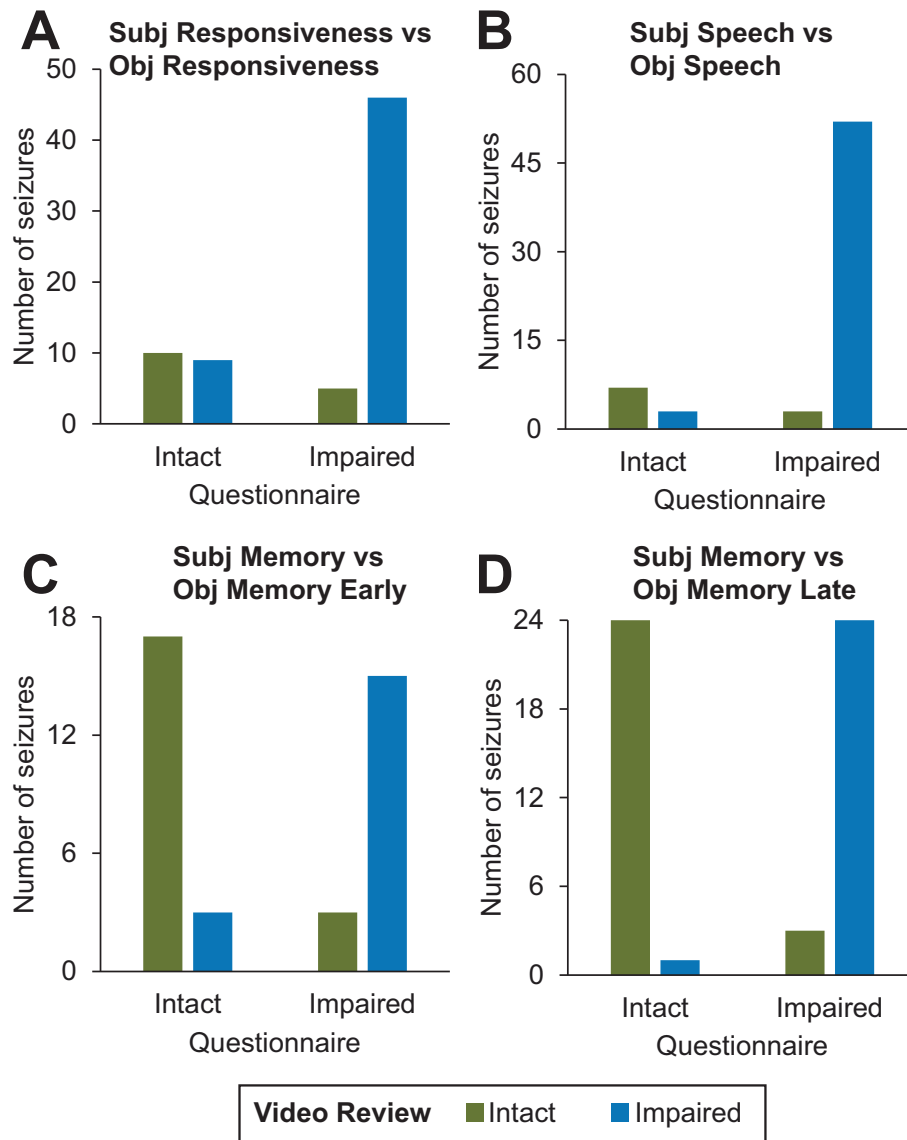 A
Subj Responsiveness vs
Obj Responsiveness
Number of seizures
50
40
30
20
10
0
Intact
Impaired
Questionnaire
B
Subj Speech vs
Obj Speech
Number of seizures
60
45
30
15
0
Intact
Impaired
Questionnaire
C
Subj Memory vs
Obj Memory Early
Number of seizures
18
12
6
0
Intact
Impaired
Questionnaire
D
Subj Memory vs
Obj Memory Late
Number of seizures
24
18
12
6
0
Intact
Impaired
Questionnaire
Video Review Intact Impaired